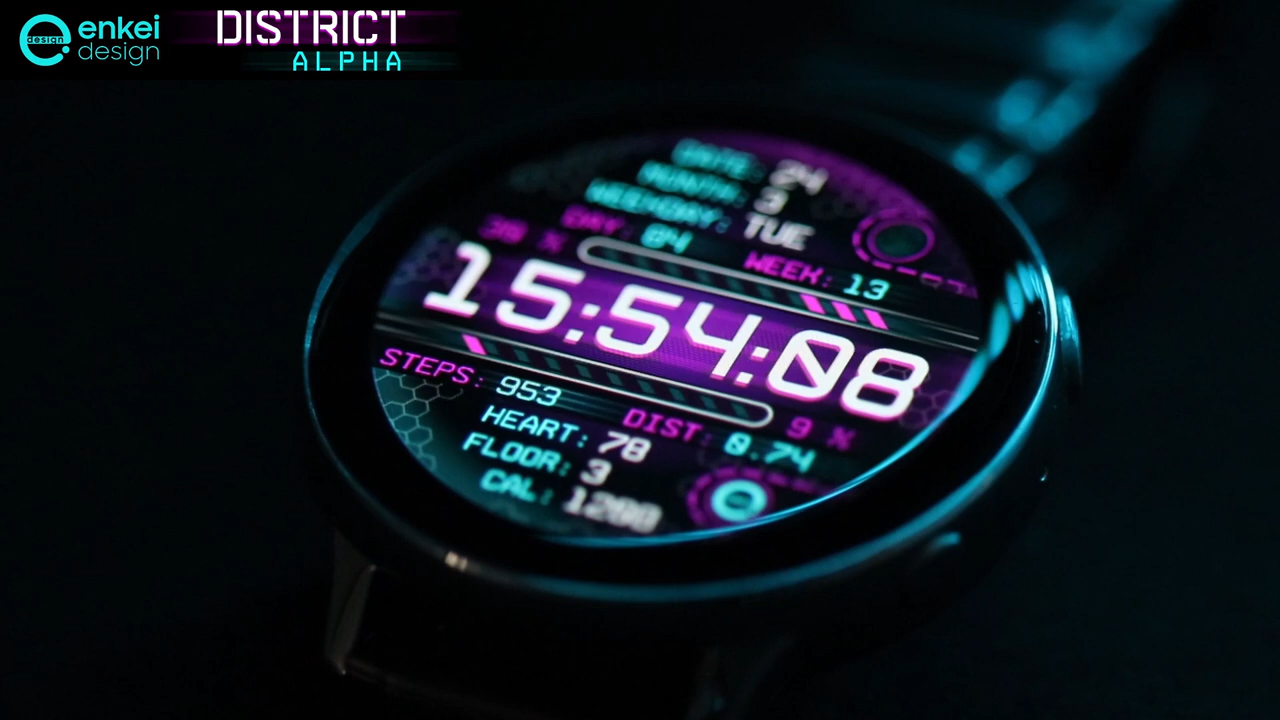 design
enkei
design
DISTRICT
ALPHA
DATE: 24
MONTH: 3
WEEKDAY: TUE
DAY: 84 WEEK: 13
38 %
15:54:08
STEPS: 953 DIST: 0.74 9 %
HEART: 78
FLOOR: 3
CAL: 1200